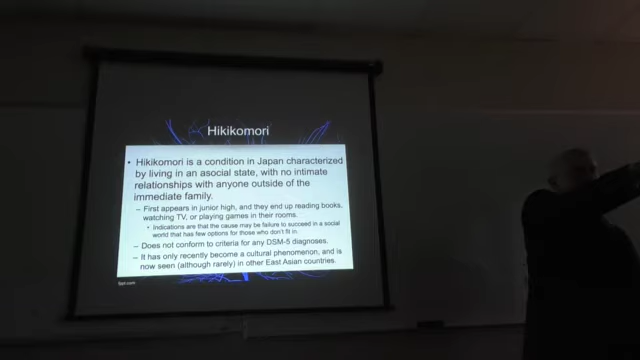 Hikikomori
• Hikikomori is a condition in Japan characterized
by living in an asocial state, with no intimate
relationships with anyone outside of the
immediate family.
– First appears in junior high, and they end up reading books,
watching TV, or playing games in their rooms.
• Indications are that the cause may be failure to succeed in a social
world that has few options for those who don't fit in.
– Does not conform to criteria for any DSM-5 diagnoses.
– It has only recently become a cultural phenomenon, and is
now seen (although rarely) in other East Asian countries.
fppt.com